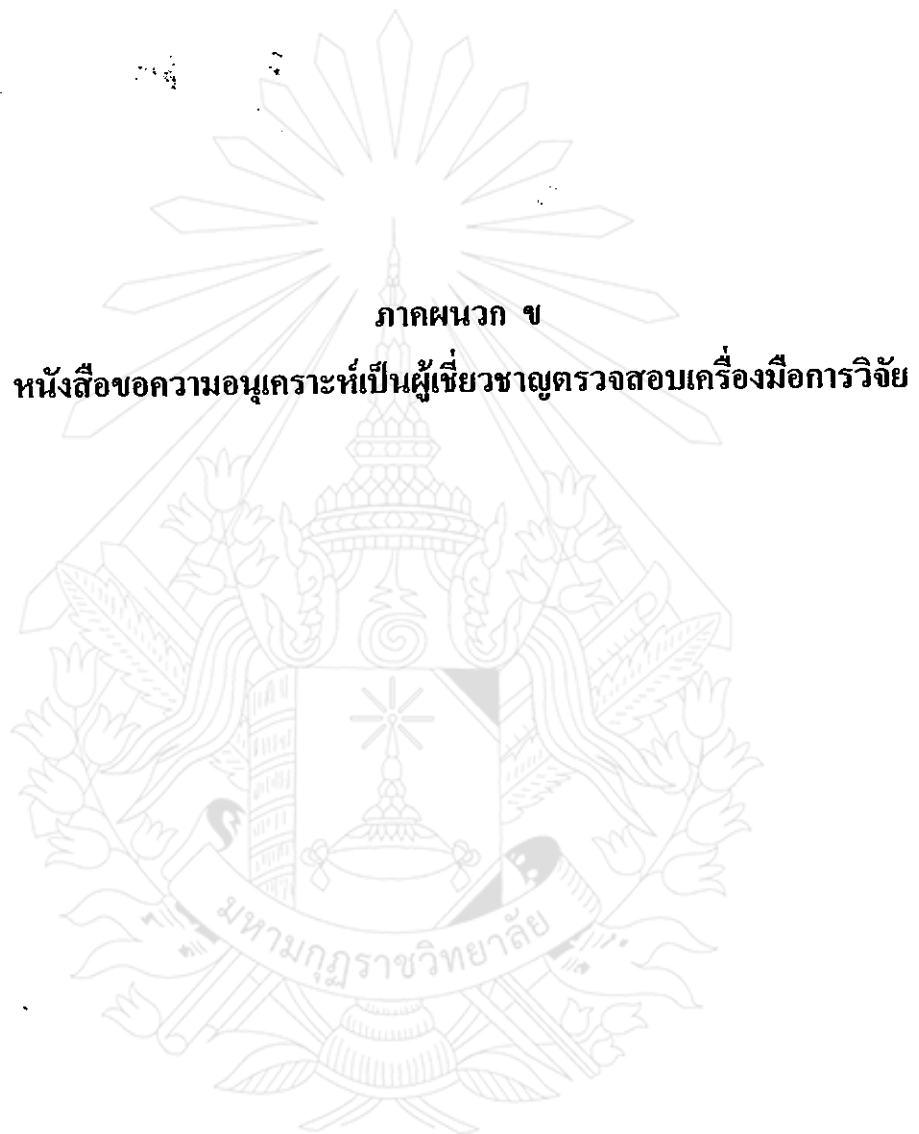 ภาคผนวก ข
หนังสือขอความอนุเคราะห์เป็นผู้เชี่ยวชาญตรวจสอบเครื่องมือการวิจัย
มหามกุฏราชวิทยาลัย